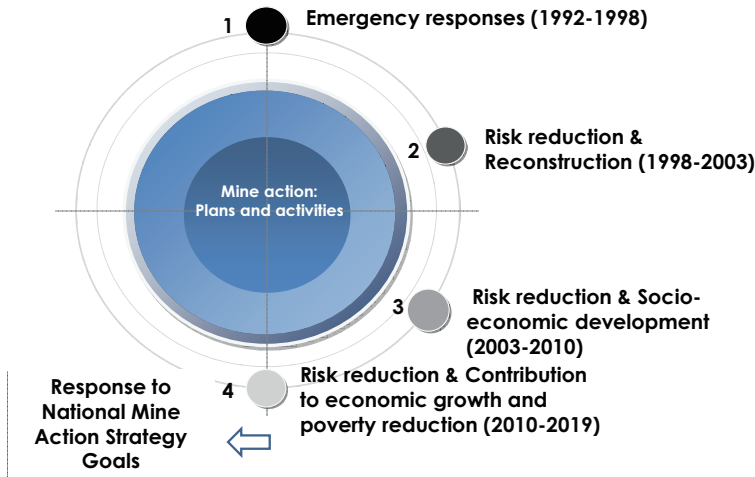 1
Emergency responses (1992-1998)
2
Risk reduction &
Reconstruction (1998-2003)
Mine action:
Plans and activities
3
Risk reduction & Socio-
economic development
(2003-2010)
4
Risk reduction & Contribution
to economic growth and
poverty reduction (2010-2019)
Response to
National Mine
Action Strategy
Goals